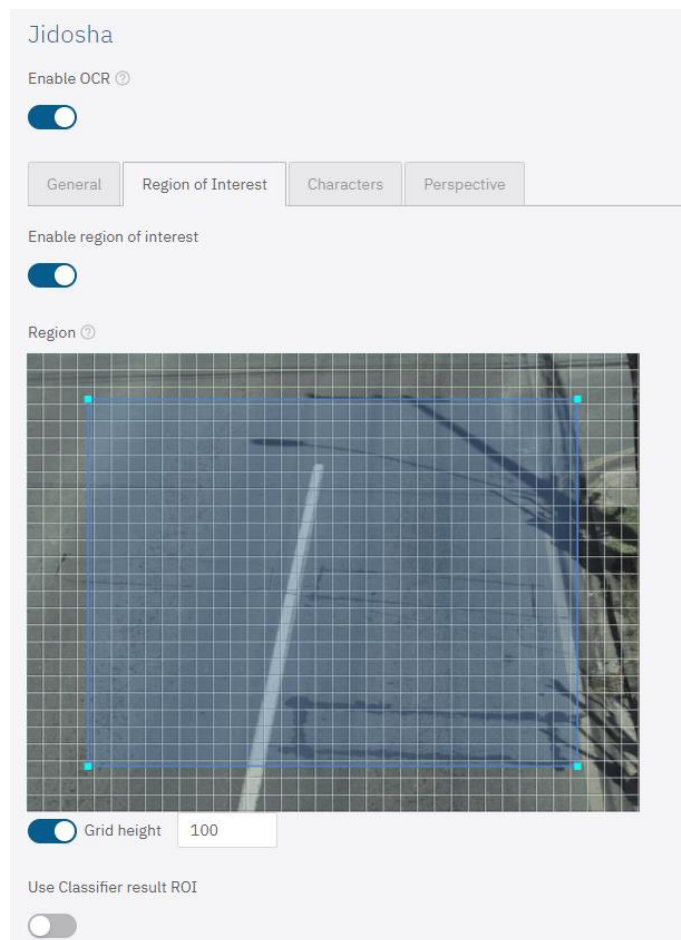 Jidosha
Enable OCR ?
General Region of Interest Characters Perspective
Enable region of interest
Region ?
Grid height 100
Use Classifier result ROI